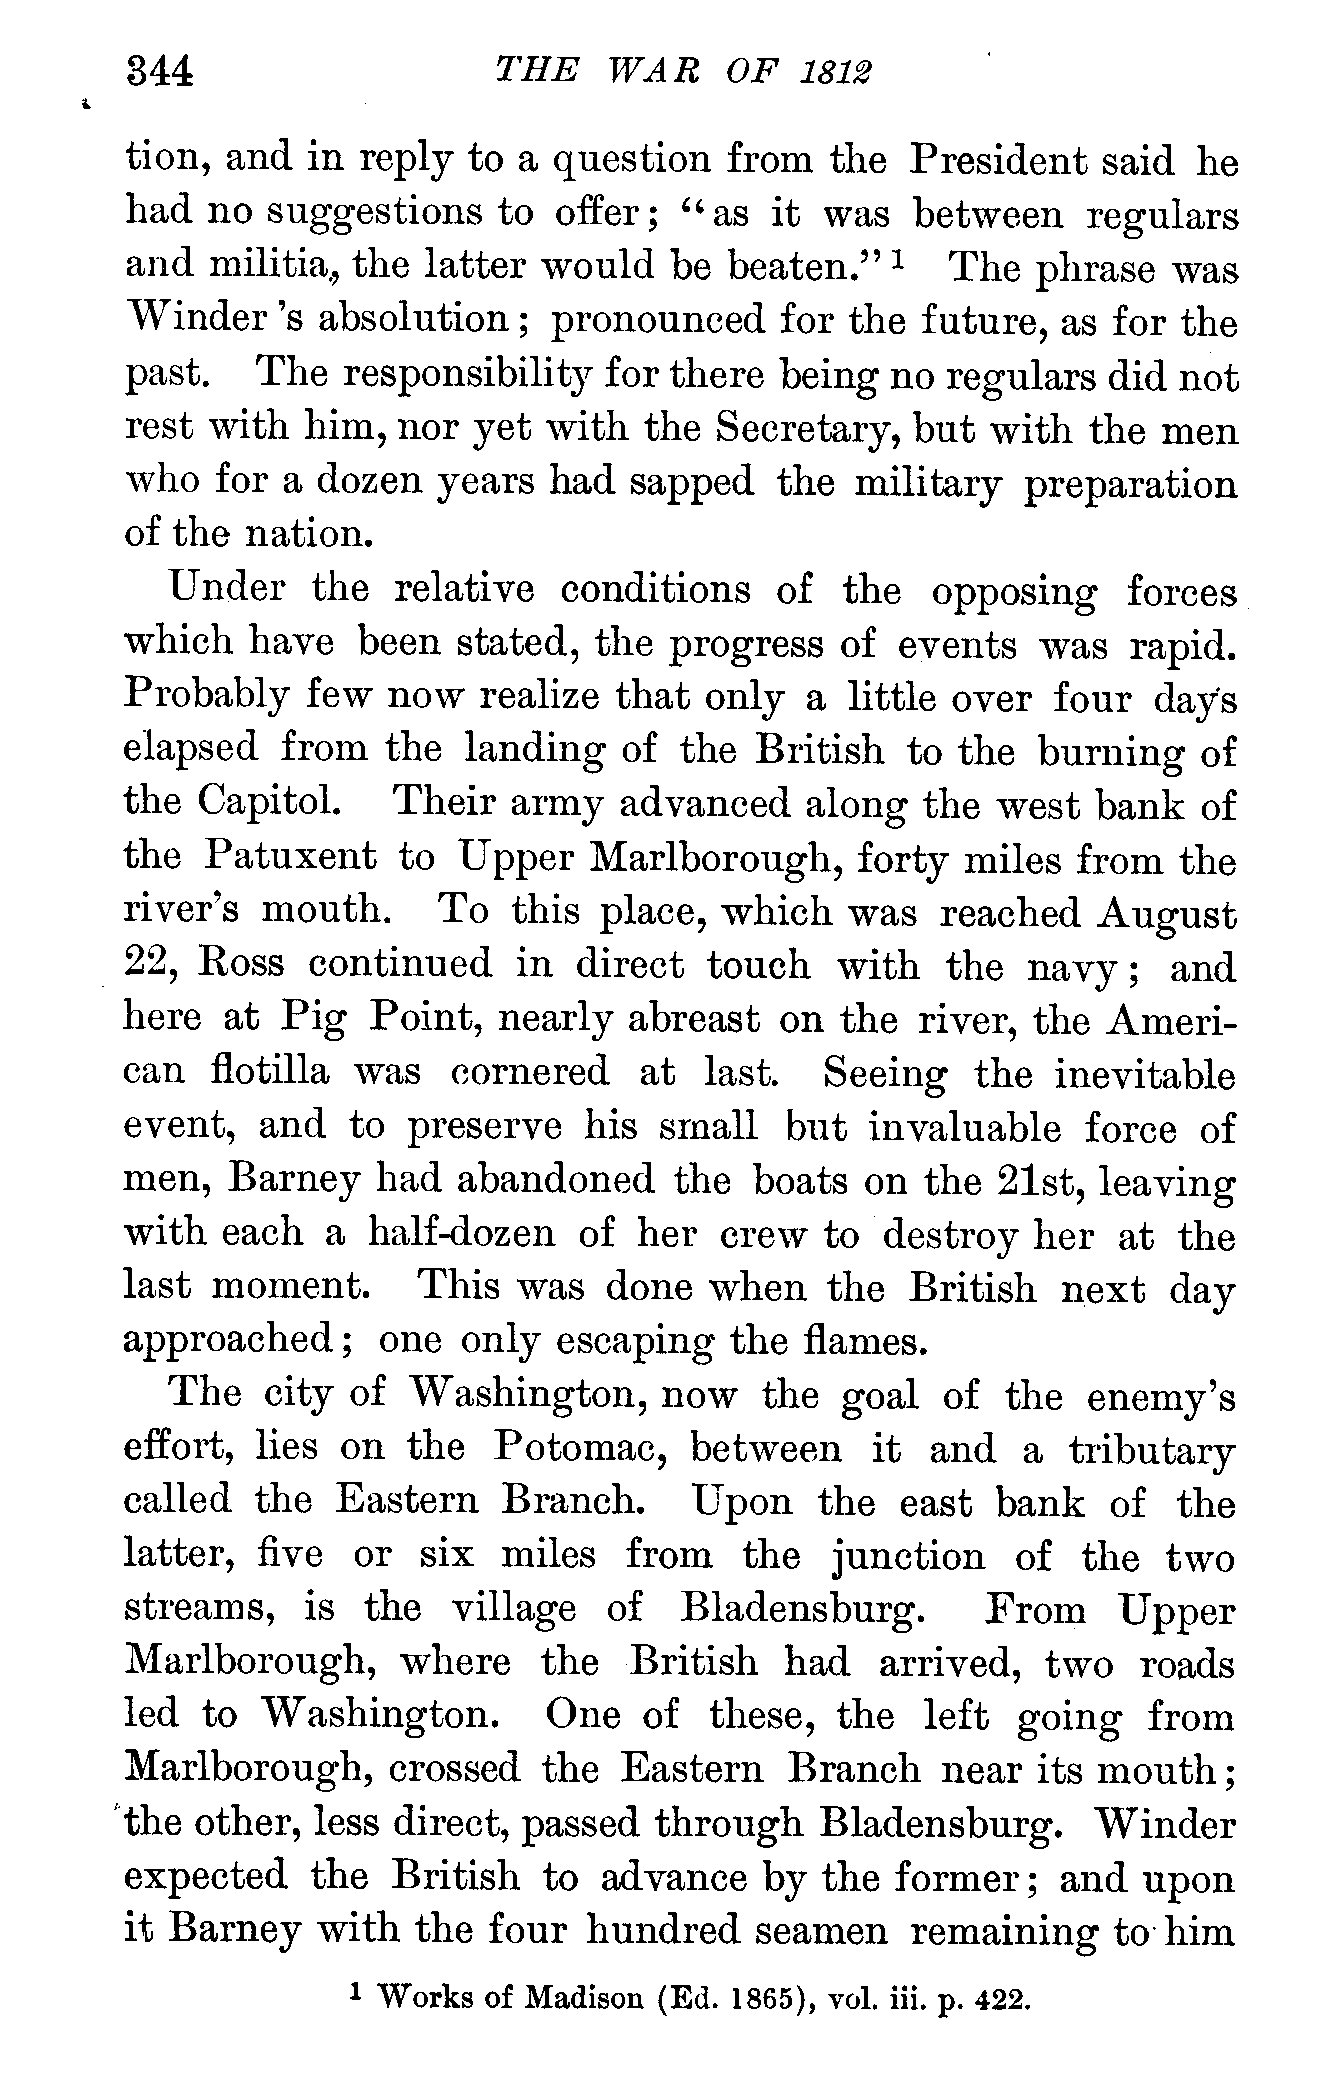 344 THE WAR OF 1812
tion, and in reply to a question from the President said he
had no suggestions to offer; “as it was between regulars
and militia, the latter would be beaten.” 1 The phrase was
Winder's absolution; pronounced for the future, as for the
past. The responsibility for there being no regulars did not
rest with him, nor yet with the Secretary, but with the men
who for a dozen years had sapped the military preparation
of the nation.
Under the relative conditions of the opposing forces
which have been stated, the progress of events was rapid.
Probably few now realize that only a little over four days
elapsed from the landing of the British to the burning of
the Capitol. Their army advanced along the west bank of
the Patuxent to Upper Marlborough, forty miles from the
river's mouth. To this place, which was reached August
22, Ross continued in direct touch with the navy; and
here at Pig Point, nearly abreast on the river, the Ameri-
can flotilla was cornered at last. Seeing the inevitable
event, and to preserve his small but invaluable force of
men, Barney had abandoned the boats on the 21st, leaving
with each a half-dozen of her crew to destroy her at the
last moment. This was done when the British next day
approached; one only escaping the flames.
The city of Washington, now the goal of the enemy's
effort, lies on the Potomac, between it and a tributary
called the Eastern Branch. Upon the east bank of the
latter, five or six miles from the junction of the two
streams, is the village of Bladensburg. From Upper
Marlborough, where the British had arrived, two roads
led to Washington. One of these, the left going from
Marlborough, crossed the Eastern Branch near its mouth;
the other, less direct, passed through Bladensburg. Winder
expected the British to advance by the former; and upon
it Barney with the four hundred seamen remaining to him
1 Works of Madison (Ed. 1865), vol. iii. p. 422.